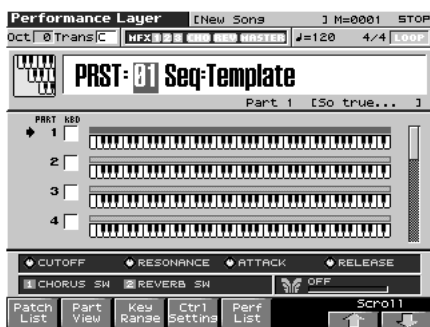 Performance Layer [New Song ] M=0001 STOP
Oct 0 Trans C MFX 1 2 3 CHO REV MASTER ♩=120 4/4 LOOP
PRST: 01 Seq:Template
Part 1 [So true... ]
PART KBD
1
2
3
4
CUTOFF RESONANCE ATTACK RELEASE
1 CHORUS SW 2 REVERB SW OFF
Patch List Part View Key Range Ctrl Setting Perf List Scroll